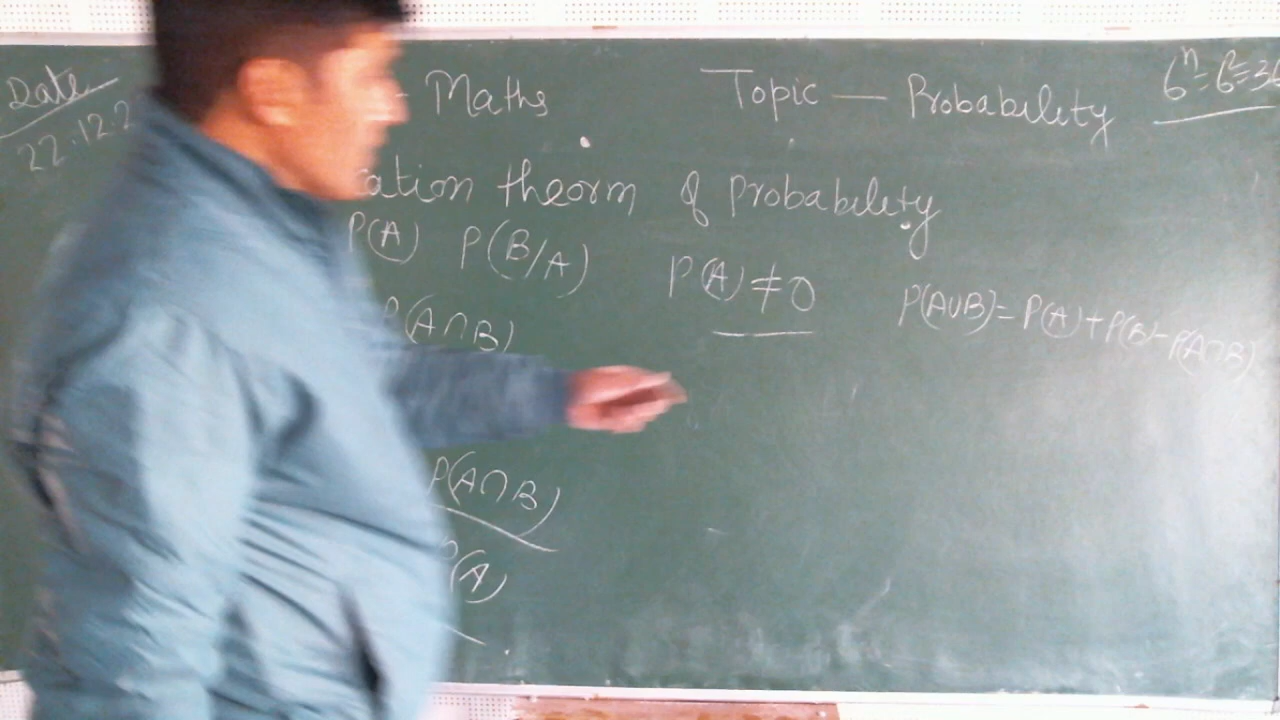 Date - Maths Topic — Probability 6ⁿ = 6² = 36
22.12.2
cation theorm of Probability
P(A) P(B/A) P(A) ≠ 0 P(A∪B) = P(A) + P(B) - P(A∩B)
P(A∩B)
P(A∩B)
P(A)